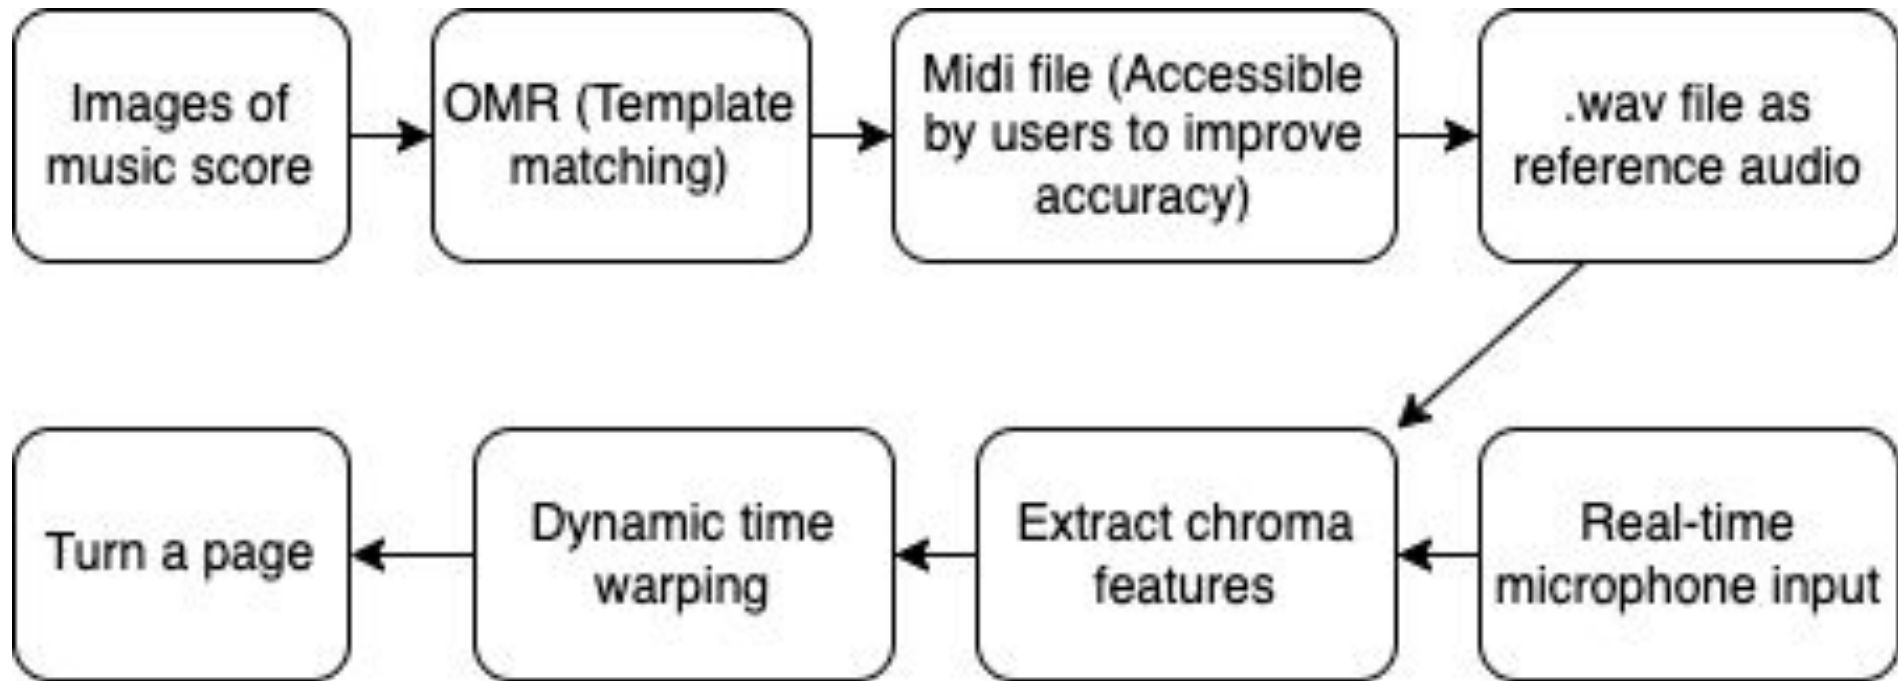 Images of
music score
OMR (Template
matching)
Midi file (Accessible
by users to improve
accuracy)
.wav file as
reference audio
Turn a page
Dynamic time
warping
Extract chroma
features
Real-time
microphone input